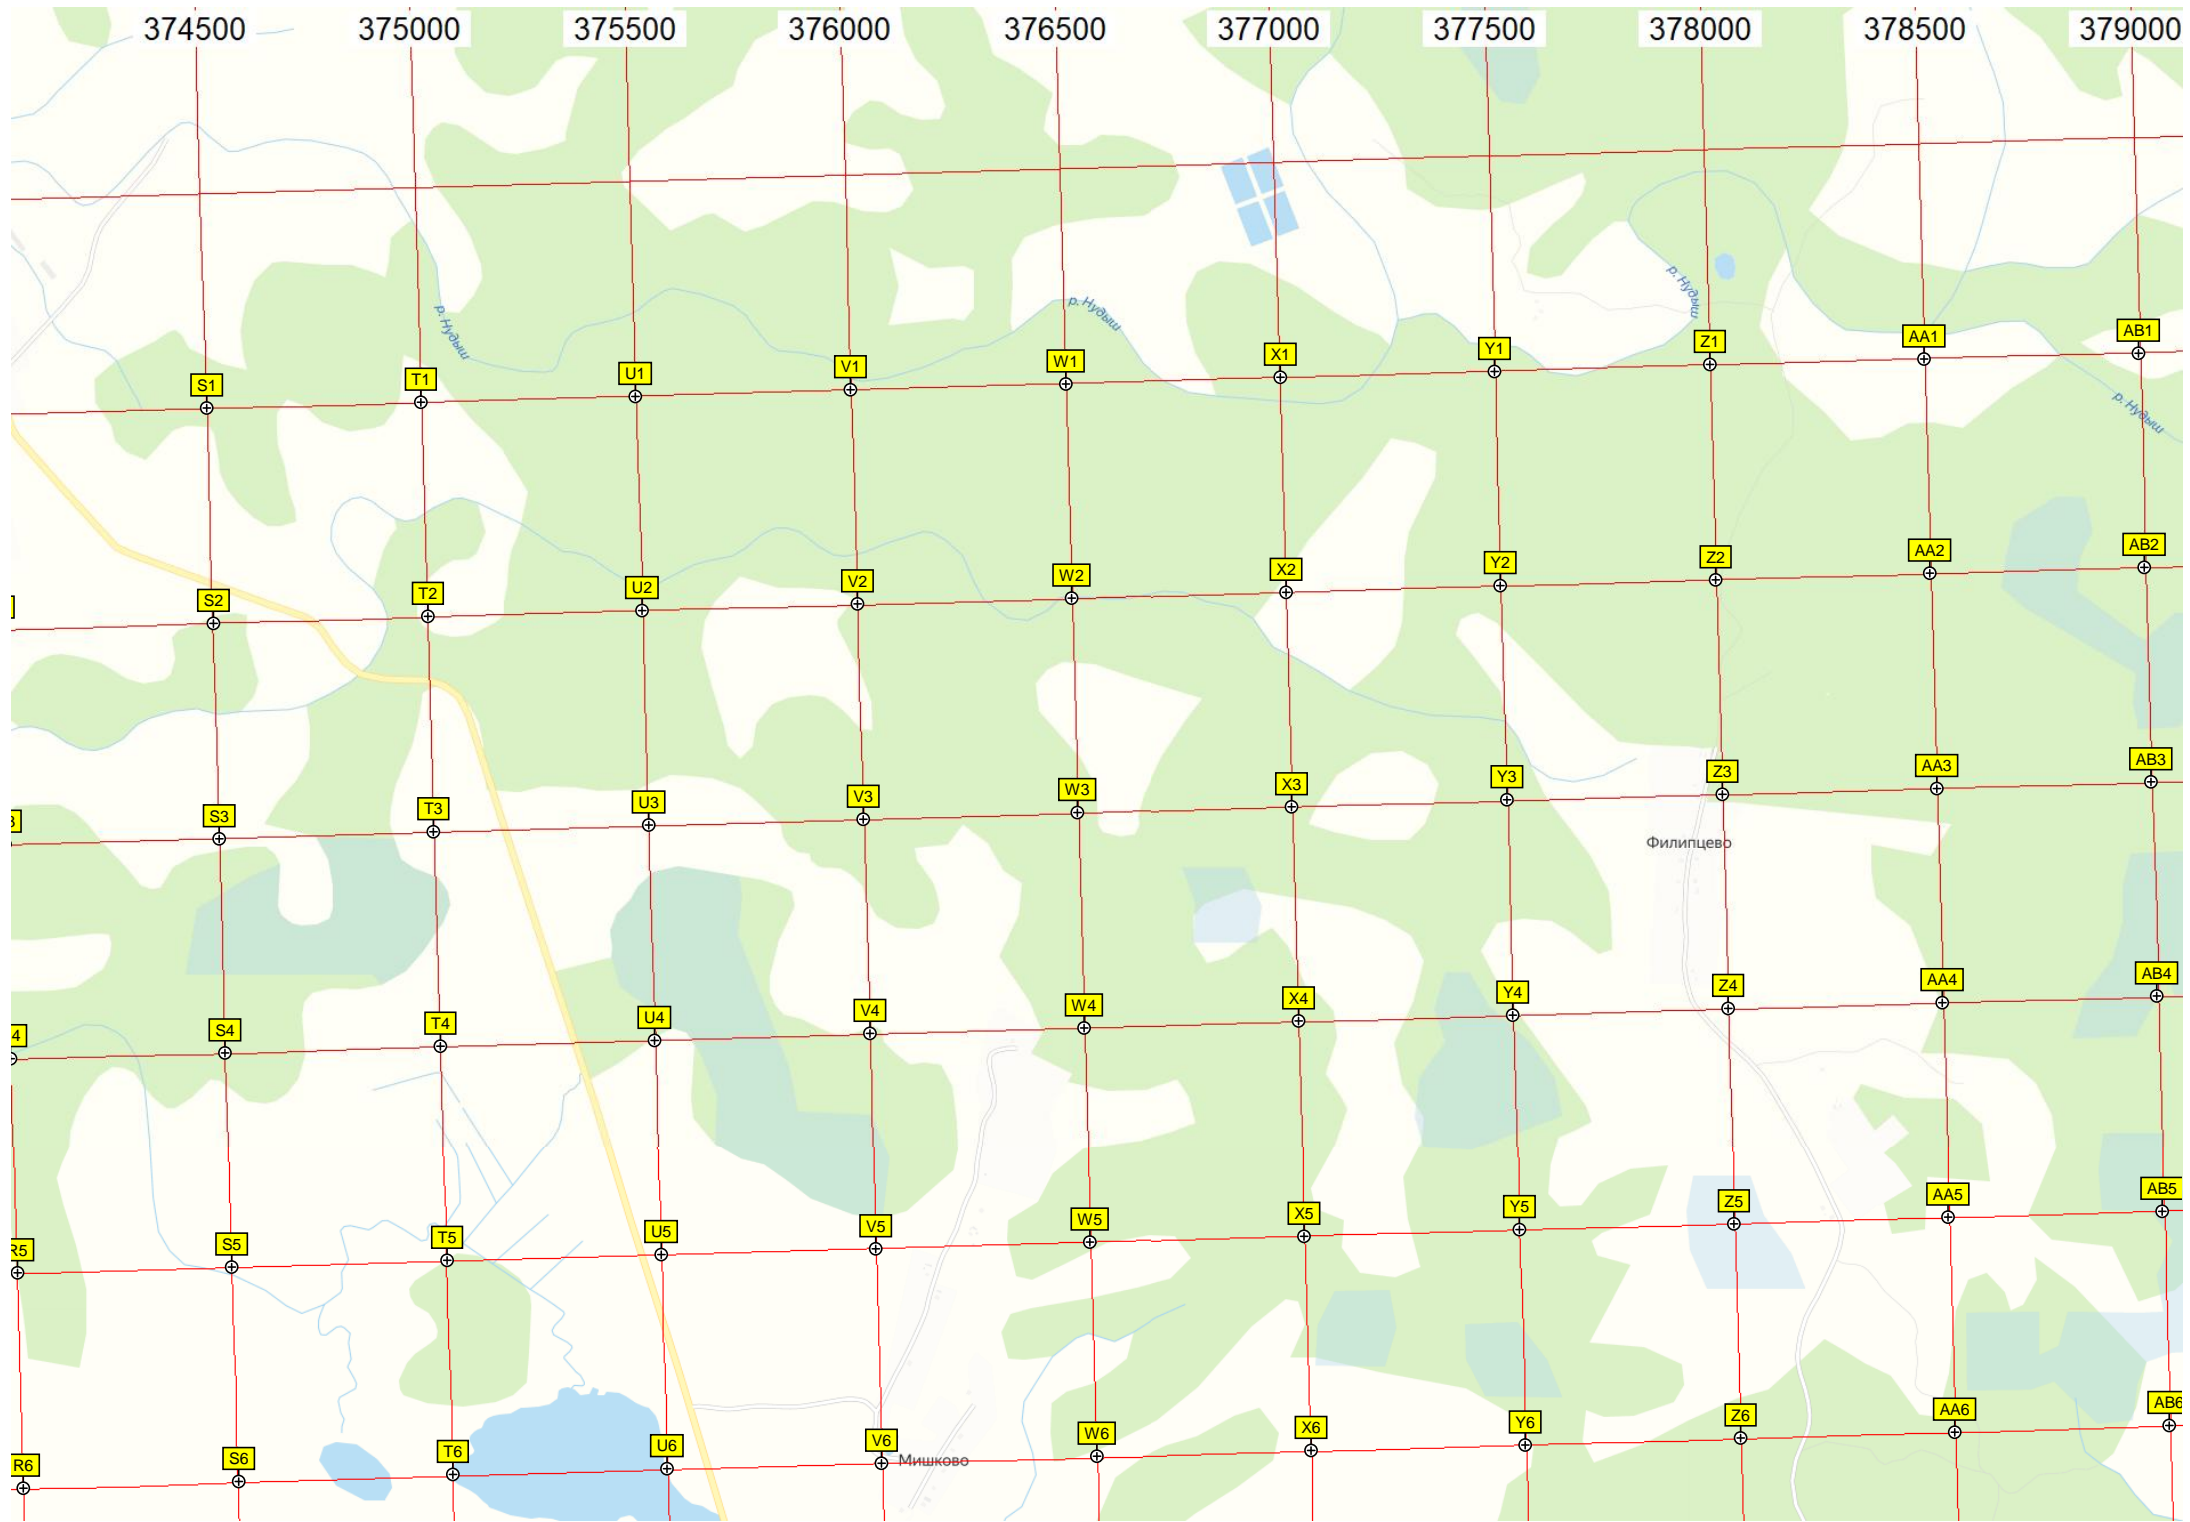 374500 375000 375500 376000 376500 377000 377500 378000 378500 379000
р. Нудыш
р. Нудыш
р. Нудыш
р. Нудыш
S1 T1 U1 V1 W1 X1 Y1 Z1 AA1 AB1
S2 T2 U2 V2 W2 X2 Y2 Z2 AA2 AB2
S3 T3 U3 V3 W3 X3 Y3 Z3 AA3 AB3
Филипцево
4 S4 T4 U4 V4 W4 X4 Y4 Z4 AA4 AB4
R5 S5 T5 U5 V5 W5 X5 Y5 Z5 AA5 AB5
R6 S6 T6 U6 V6 W6 X6 Y6 Z6 AA6 AB6
Мишково